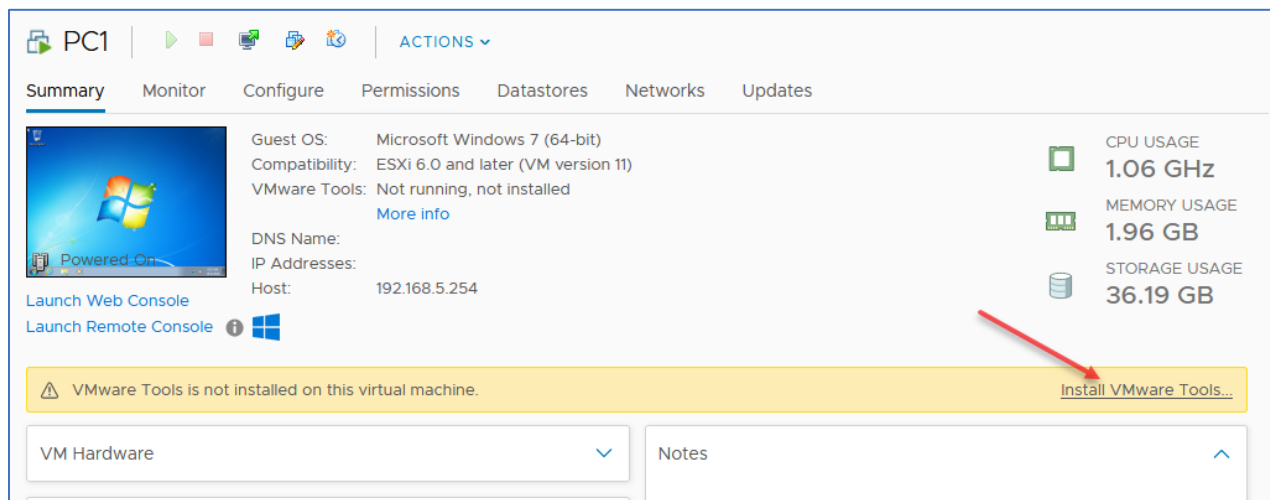 PC1
ACTIONS
Summary Monitor Configure Permissions Datastores Networks Updates
Guest OS: Microsoft Windows 7 (64-bit)
Compatibility: ESXi 6.0 and later (VM version 11)
VMware Tools: Not running, not installed
More info
DNS Name:
IP Addresses:
Host: 192.168.5.254
Powered On
Launch Web Console
Launch Remote Console
CPU USAGE
1.06 GHz
MEMORY USAGE
1.96 GB
STORAGE USAGE
36.19 GB
VMware Tools is not installed on this virtual machine. Install VMware Tools...
VM Hardware
Notes